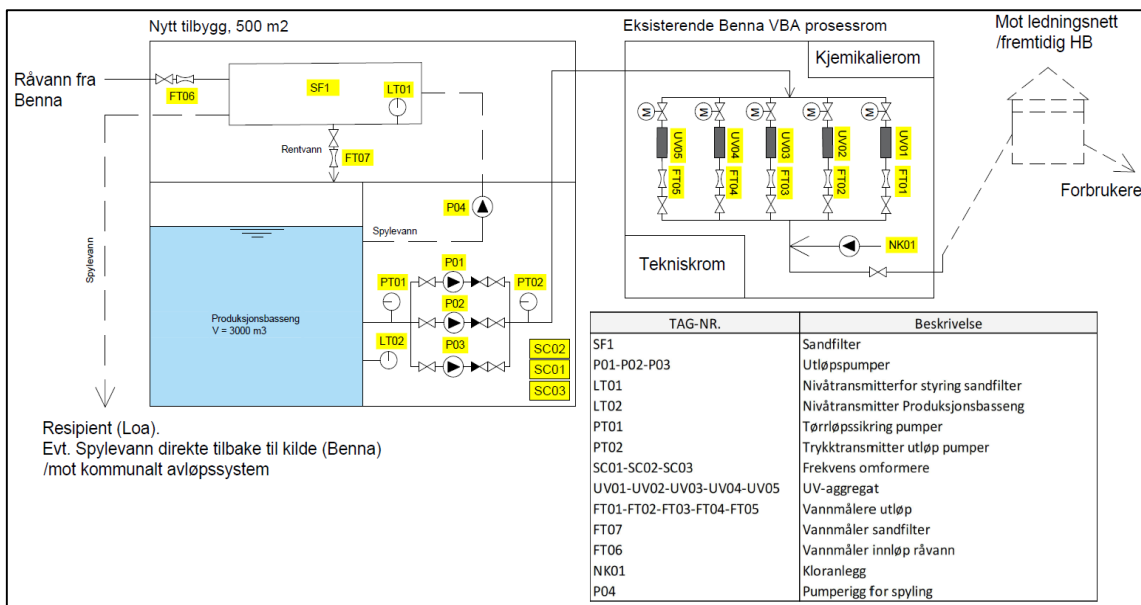 Nytt tilbygg, 500 m2
Råvann fra
Benna
FT06
SF1
LT01
Rentvann
FT07
P04
Spylevann
Spylevann
Produksjonsbasseng
V = 3000 m3
PT01
P01
PT02
P02
LT02
P03
SC02
SC01
SC03
Resipient (Loa).
Evt. Spylevann direkte tilbake til kilde (Benna)
/mot kommunalt avløpssystem
Eksisterende Benna VBA prosessrom
Kjemikalierom
M
M
M
M
M
UV05
UV04
UV03
UV02
UV01
FT05
FT04
FT03
FT02
FT01
NK01
Tekniskrom
Mot ledningsnett
/fremtidig HB
Forbrukere
TAG-NR. Beskrivelse
SF1 Sandfilter
P01-P02-P03 Utløpspumper
LT01 Nivåtransmitterfor styring sandfilter
LT02 Nivåtransmitter Produksjonsbasseng
PT01 Tørrløpssikring pumper
PT02 Trykktransmitter utløp pumper
SC01-SC02-SC03 Frekvens omformere
UV01-UV02-UV03-UV04-UV05 UV-aggregat
FT01-FT02-FT03-FT04-FT05 Vannmålere utløp
FT07 Vannmåler sandfilter
FT06 Vannmåler innløp råvann
NK01 Kloranlegg
P04 Pumperigg for spyling